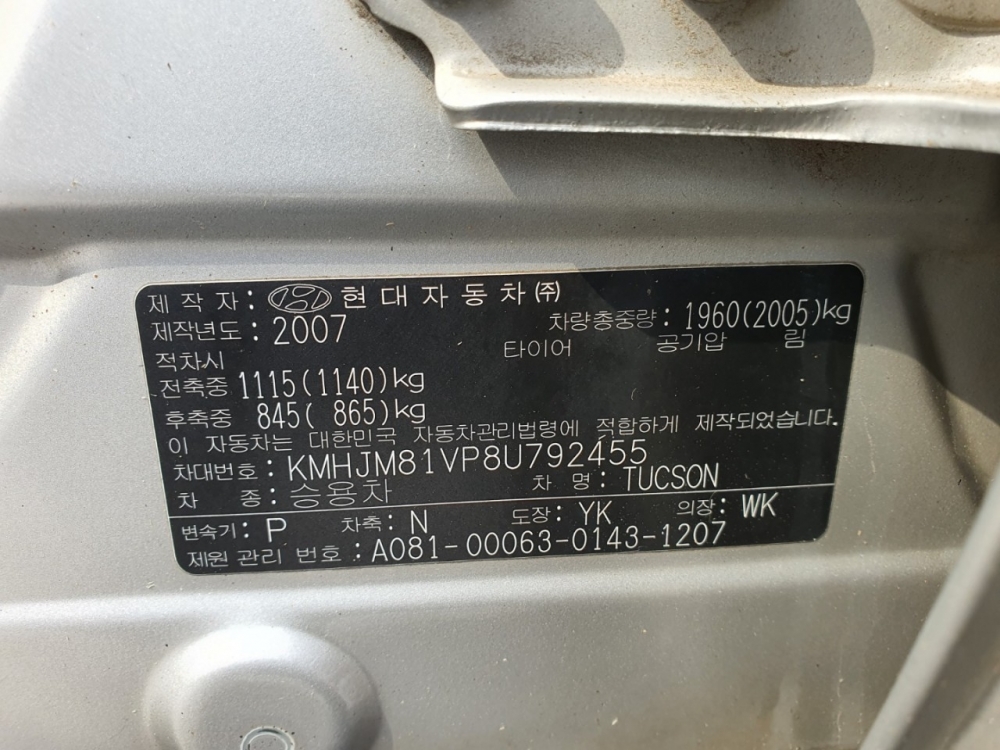 제 작 자 : 현대자동차(주)
제작년도 : 2007 차량총중량 : 1960(2005)kg
적차시 타이어 공기압 림
전축중 1115(1140)kg
후축중 845( 865)kg
이 자동차는 대한민국 자동차관리법령에 적합하게 제작되었습니다.
차대번호 : KMHJM81VP8U792455
차 종 : 승용차 차 명 : TUCSON
변속기 : P 차축 : N 도장 : YK 의장 : WK
제원 관리 번호 : A081-00063-0143-1207